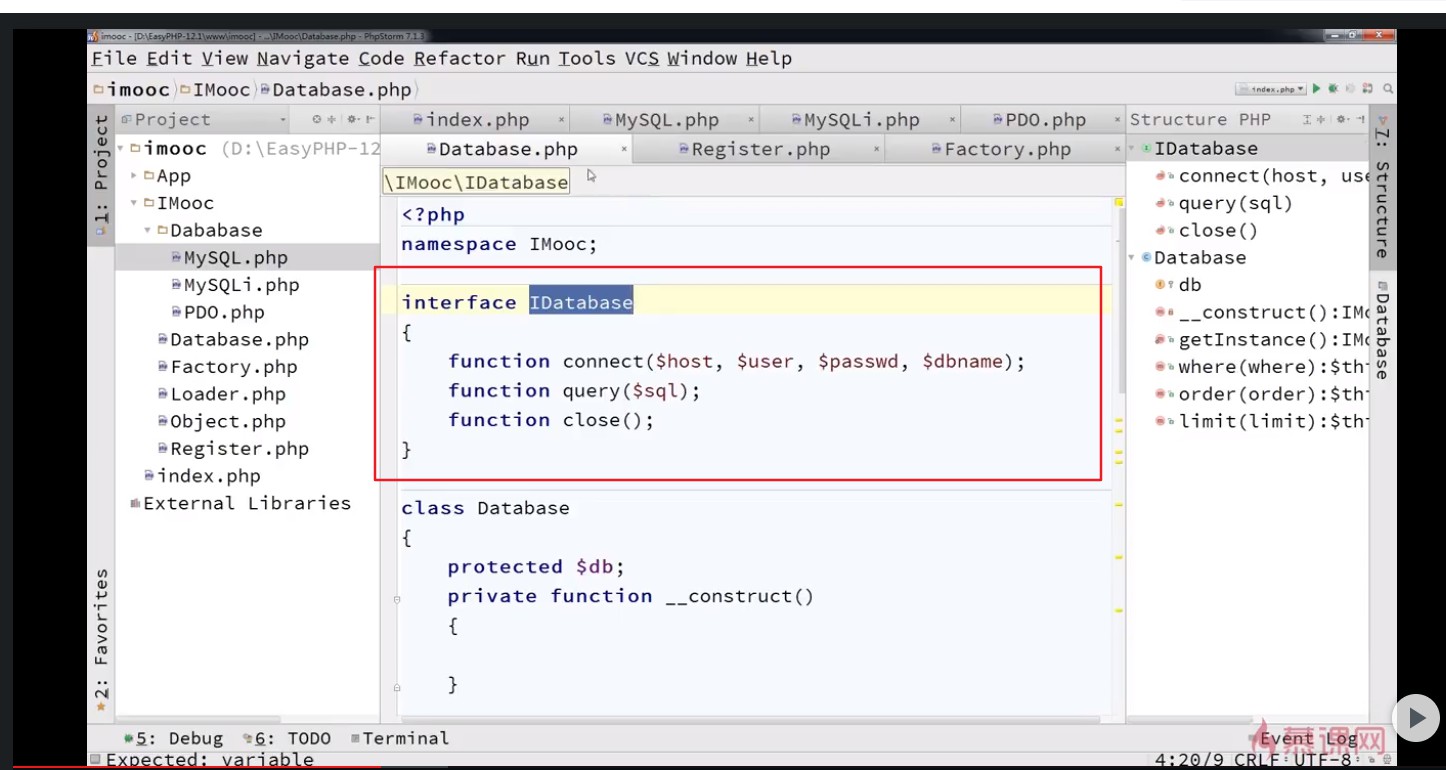 imooc - [D:\EasyPHP-12.1\www\imooc] - ...\IMooc\Database.php - PhpStorm 7.1.3
File Edit View Navigate Code Refactor Run Tools VCS Window Help
imooc IMooc Database.php
index.php
1: Project
Project
imooc (D:\EasyPHP-12
App
IMooc
Dababase
MySQL.php
MySQLi.php
PDO.php
Database.php
Factory.php
Loader.php
Object.php
Register.php
index.php
External Libraries
2: Favorites
index.php MySQL.php MySQLi.php PDO.php
Database.php Register.php Factory.php
\IMooc\IDatabase
<?php
namespace IMooc;
interface IDatabase
{
function connect($host, $user, $passwd, $dbname);
function query($sql);
function close();
}
class Database
{
protected $db;
private function __construct()
{
}
Structure PHP
IDatabase
connect(host, use
query(sql)
close()
Database
db
__construct():IMo
getInstance():IMo
where(where):$th
order(order):$th
limit(limit):$th
Z: Structure
Database
5: Debug 6: TODO Terminal
Event Log
慕课网
Expected: variable
4:20/9 CRLF UTF-8